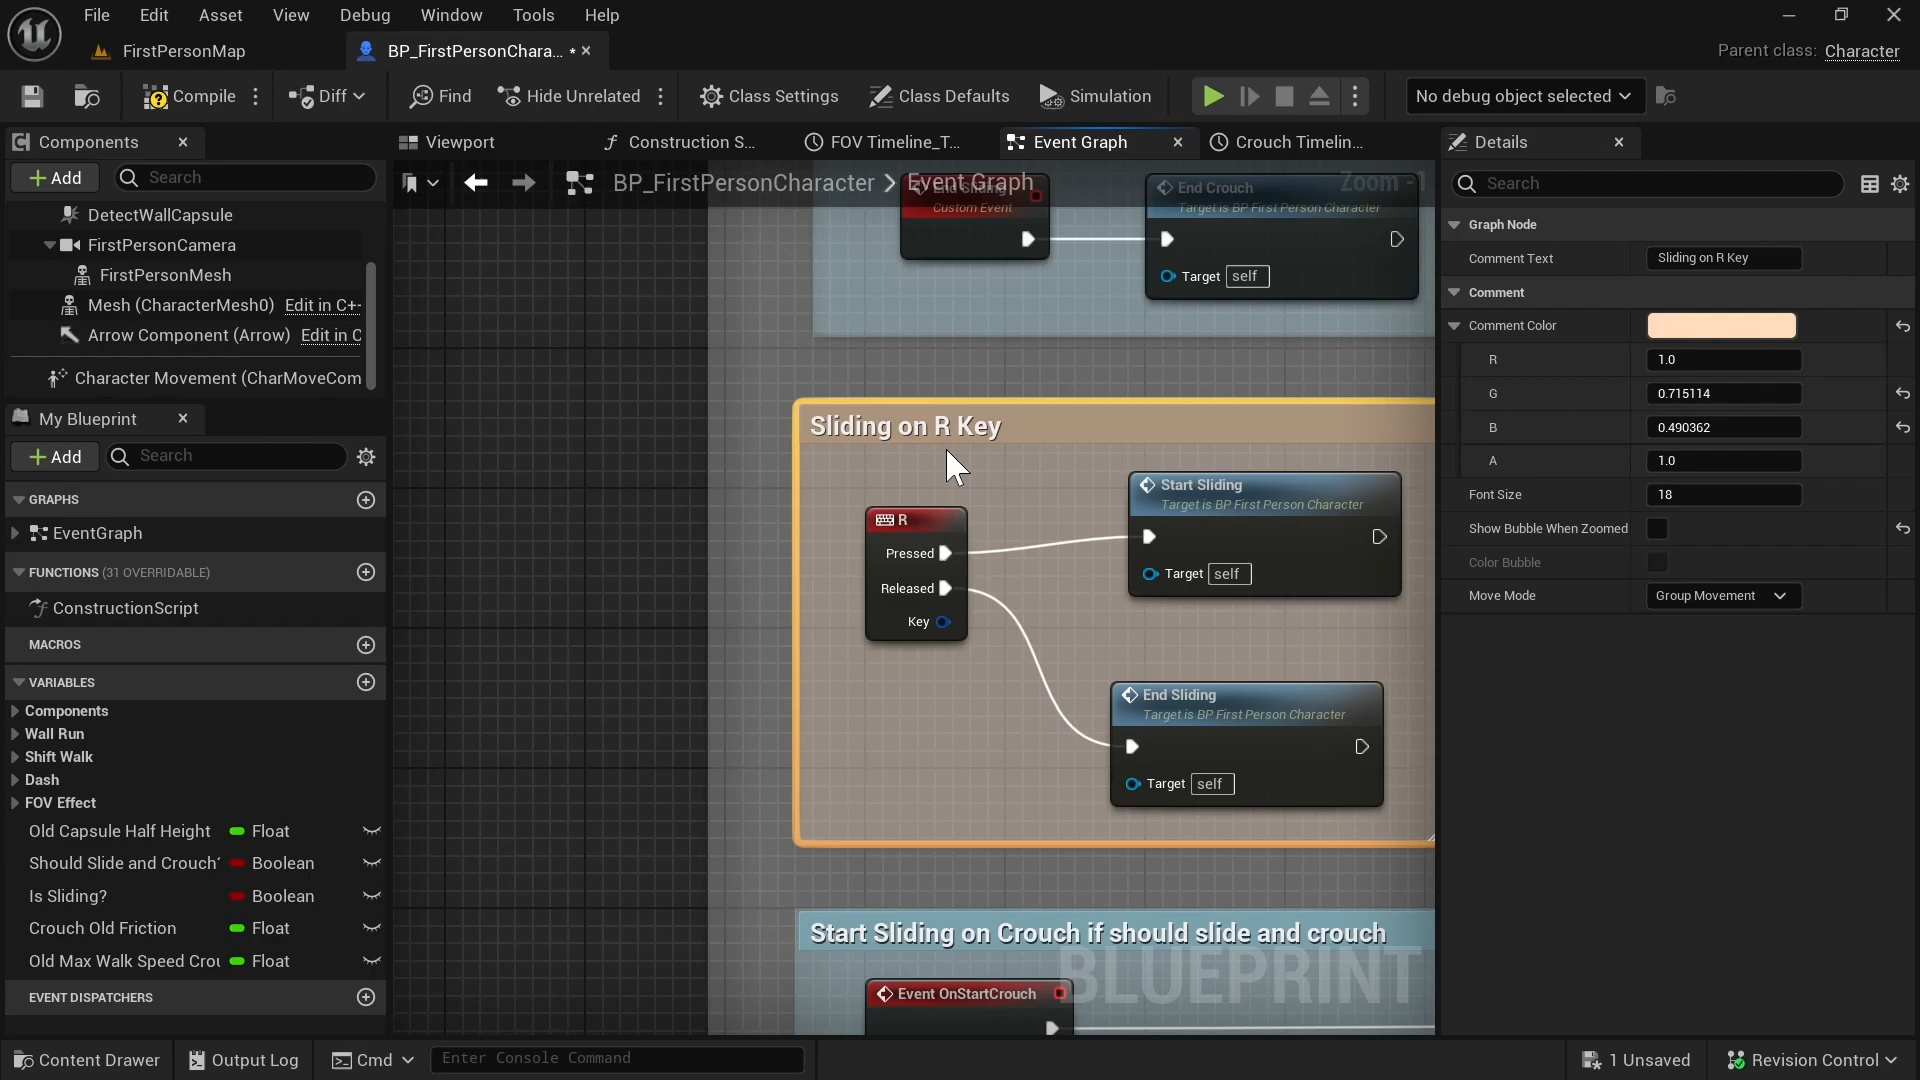 File Edit Asset View Debug Window Tools Help
FirstPersonMap
BP_FirstPersonChara... *
Parent class: Character
Compile
Diff
Find
Hide Unrelated
Class Settings
Class Defaults
Simulation
No debug object selected
Components
Add
Search
DetectWallCapsule
FirstPersonCamera
FirstPersonMesh
Mesh (CharacterMesh0) Edit in C+
Arrow Component (Arrow) Edit in C
Character Movement (CharMoveCom
My Blueprint
Add
Search
GRAPHS
EventGraph
FUNCTIONS (31 OVERRIDABLE)
ConstructionScript
MACROS
VARIABLES
Components
Wall Run
Shift Walk
Dash
FOV Effect
Old Capsule Half Height Float
Should Slide and Crouch? Boolean
Is Sliding? Boolean
Crouch Old Friction Float
Old Max Walk Speed Crou Float
EVENT DISPATCHERS
Viewport
Construction S...
FOV Timeline_T...
Event Graph
Crouch Timelin...
BP_FirstPersonCharacter > Event Graph
Zoom -1
End Sliding
Custom Event
End Crouch
Target is BP First Person Character
Target self
Sliding on R Key
R
Pressed
Released
Key
Start Sliding
Target is BP First Person Character
Target self
End Sliding
Target is BP First Person Character
Target self
Start Sliding on Crouch if should slide and crouch
BLUEPRINT
Event OnStartCrouch
Details
Search
Graph Node
Comment Text Sliding on R Key
Comment
Comment Color
R 1.0
G 0.715114
B 0.490362
A 1.0
Font Size 18
Show Bubble When Zoomed
Color Bubble
Move Mode Group Movement
Content Drawer
Output Log
Cmd
Enter Console Command
1 Unsaved
Revision Control